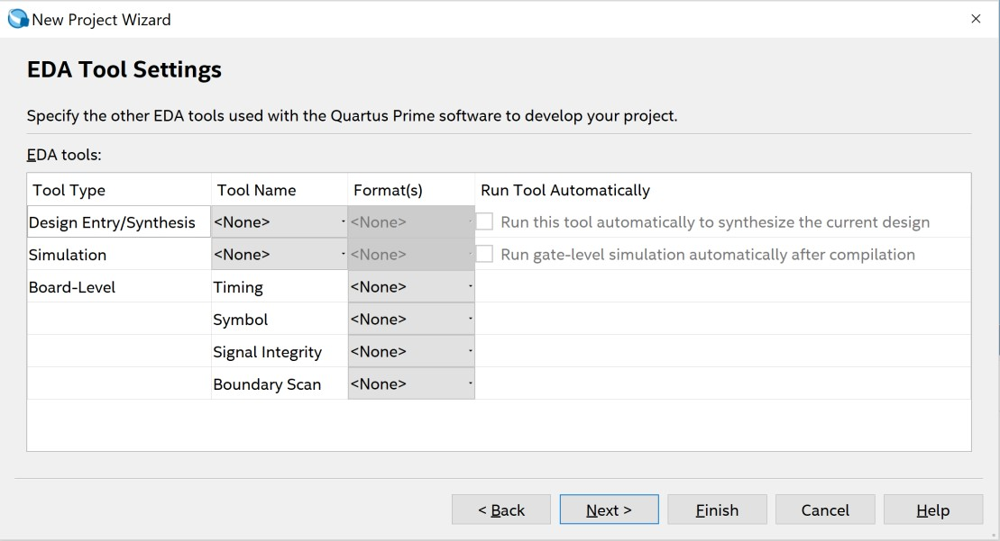 New Project Wizard
EDA Tool Settings
Specify the other EDA tools used with the Quartus Prime software to develop your project.
EDA tools:
Tool Type Tool Name Format(s) Run Tool Automatically
Design Entry/Synthesis <None> <None> Run this tool automatically to synthesize the current design
Simulation <None> <None> Run gate-level simulation automatically after compilation
Board-Level Timing <None>
Symbol <None>
Signal Integrity <None>
Boundary Scan <None>
< Back Next > Finish Cancel Help